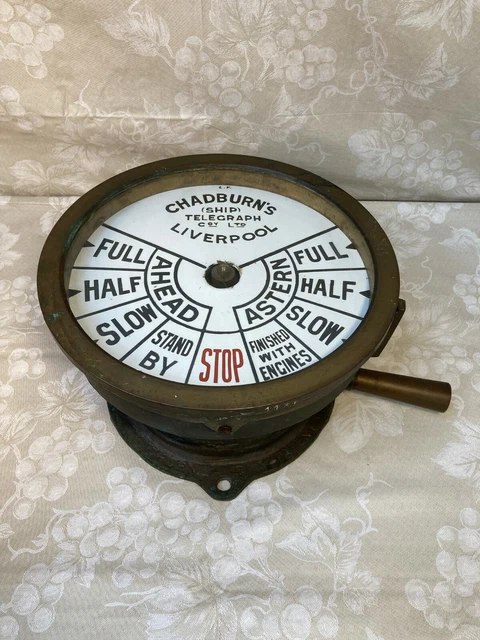 CHADBURN'S
(SHIP)
TELEGRAPH
COY LTD
LIVERPOOL
FULL
HALF
SLOW
AHEAD
STAND
BY
STOP
FINISHED
WITH
ENGINES
ASTERN
FULL
HALF
SLOW